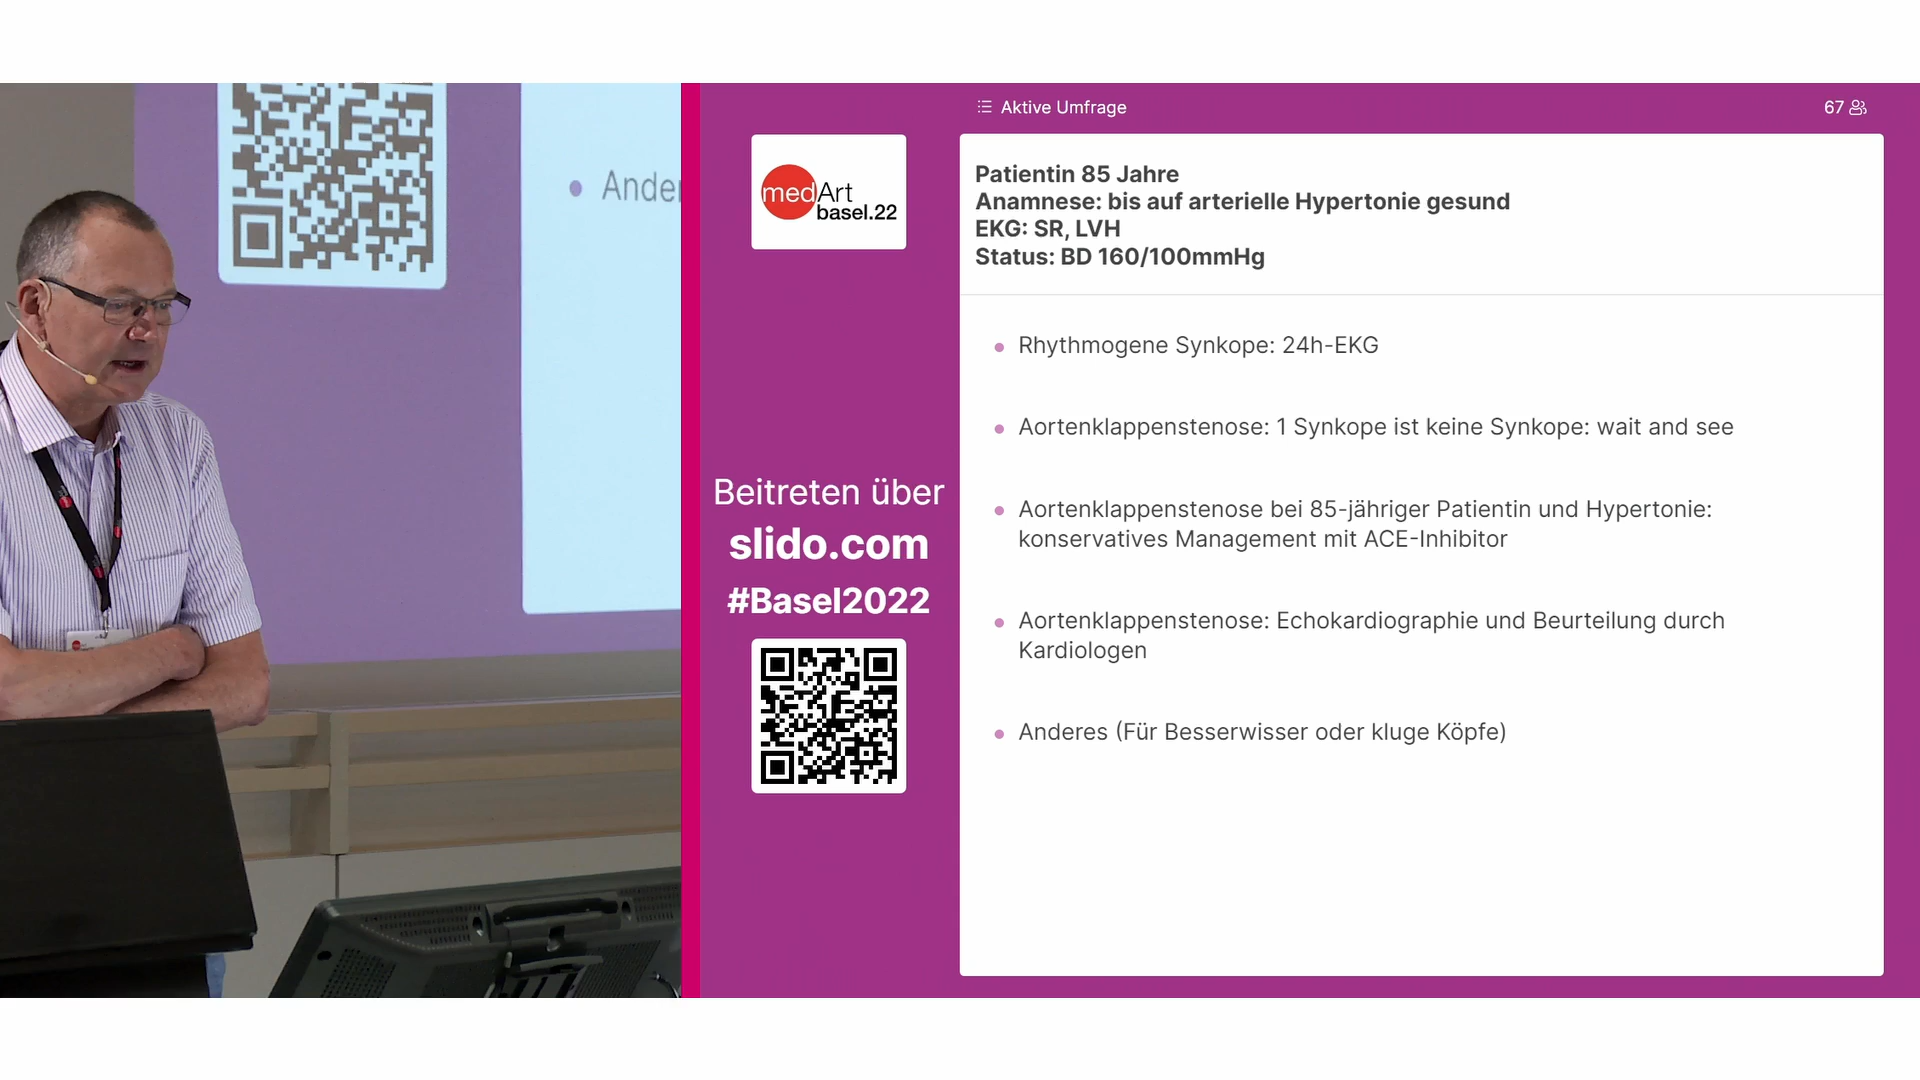 Ander
Aktive Umfrage
67
medArt
basel.22
Patientin 85 Jahre
Anamnese: bis auf arterielle Hypertonie gesund
EKG: SR, LVH
Status: BD 160/100mmHg
Rhythmogene Synkope: 24h-EKG
Aortenklappenstenose: 1 Synkope ist keine Synkope: wait and see
Aortenklappenstenose bei 85-jähriger Patientin und Hypertonie:
konservatives Management mit ACE-Inhibitor
Aortenklappenstenose: Echokardiographie und Beurteilung durch
Kardiologen
Anderes (Für Besserwisser oder kluge Köpfe)
Beitreten über
slido.com
#Basel2022